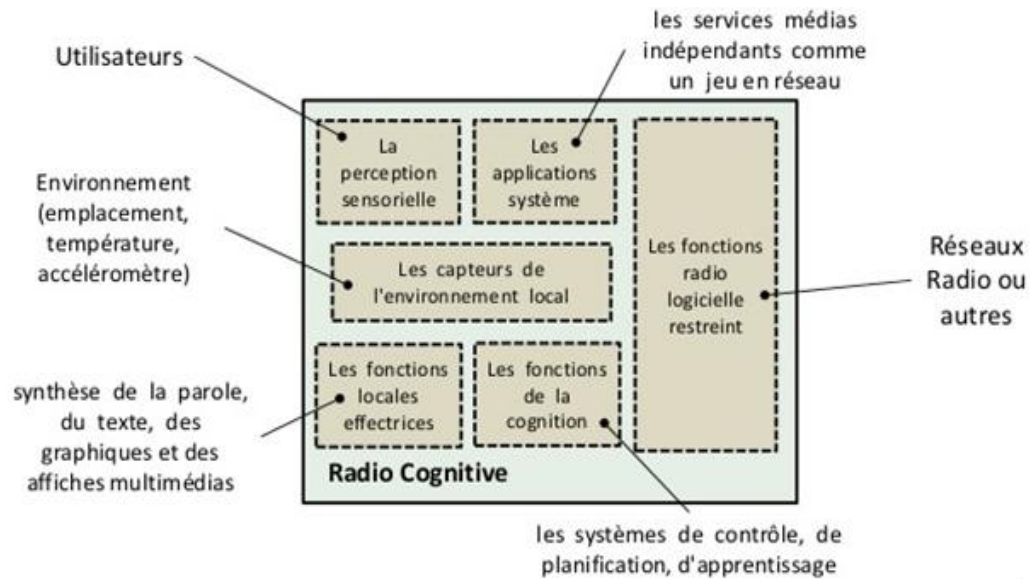 les services médias
indépendants comme
un jeu en réseau
Utilisateurs
La
perception
sensorielle
Les
applications
système
Environnement
(emplacement,
température,
accéléromètre)
Les capteurs de
l'environnement local
Les fonctions
radio
logicielle
restreint
Réseaux
Radio ou
autres
synthèse de la parole,
du texte, des
graphiques et des
affiches multimédias
Les fonctions
locales
effectrices
Les fonctions
de la
cognition
Radio Cognitive
les systèmes de contrôle, de
planification, d'apprentissage